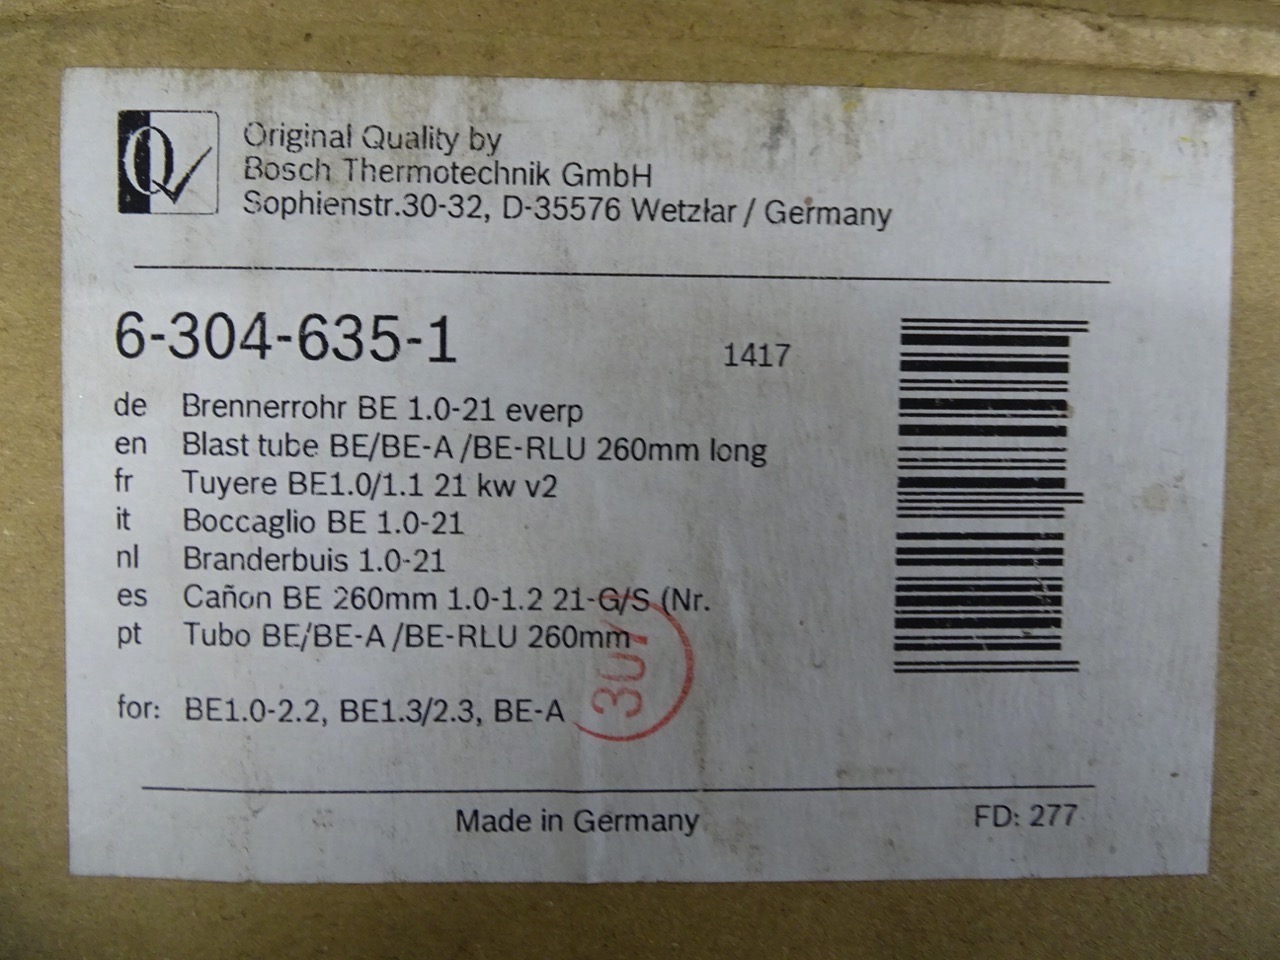 Original Quality by
Bosch Thermotechnik GmbH
Sophienstr.30-32, D-35576 Wetzlar / Germany
6-304-635-1
1417
de Brennerrohr BE 1.0-21 everp
en Blast tube BE/BE-A /BE-RLU 260mm long
fr Tuyere BE1.0/1.1 21 kw v2
it Boccaglio BE 1.0-21
nl Branderbuis 1.0-21
es Cañon BE 260mm 1.0-1.2 21-G/S (Nr.
pt Tubo BE/BE-A /BE-RLU 260mm
307
for: BE1.0-2.2, BE1.3/2.3, BE-A
Made in Germany
FD: 277